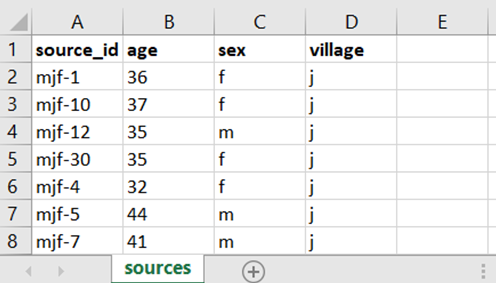 A B C D E
1 source_id age sex village
2 mjf-1 36 f j
3 mjf-10 37 f j
4 mjf-12 35 m j
5 mjf-30 35 f j
6 mjf-4 32 f j
7 mjf-5 44 m j
8 mjf-7 41 m j
sources